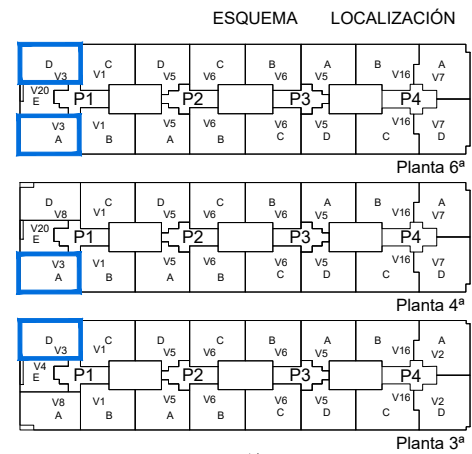 ESQUEMA LOCALIZACIÓN
D C D C B A B A
V3 V1 V5 V6 V6 V5 V16 V7
V20
E P1 P2 P3 P4
V3 V1 V5 V6 V6 V5 V16 V7
A B A B C D C D
Planta 6ª
D C D C B A B A
V8 V1 V5 V6 V6 V5 V16 V7
V20
E P1 P2 P3 P4
V3 V1 V5 V6 V6 V5 V16 V7
A B A B C D C D
Planta 4ª
D C D C B A B A
V3 V1 V5 V6 V6 V5 V16 V2
V4
E P1 P2 P3 P4
V8 V1 V5 V6 V6 V5 V16 V2
A B A B C D C D
Planta 3ª